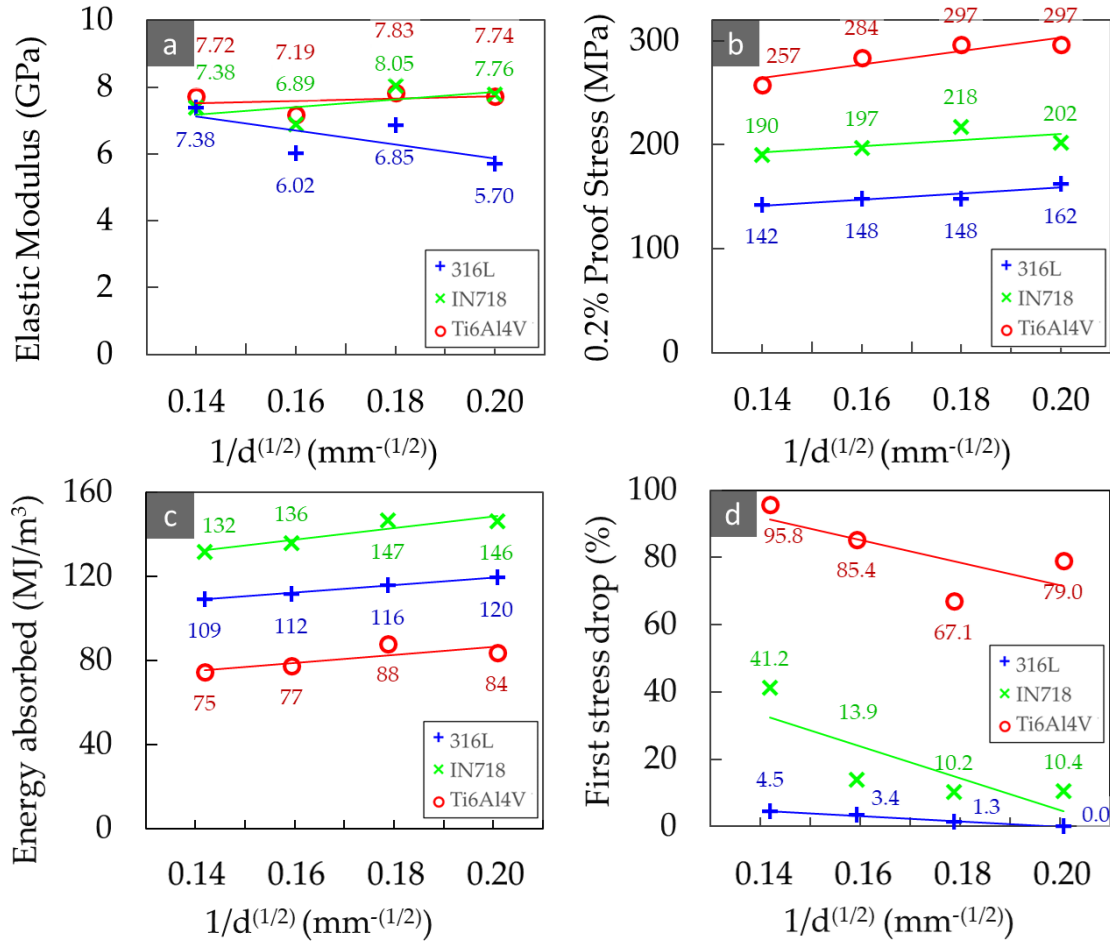 a
Elastic Modulus (GPa)
10
8
6
4
2
0
7.72
7.19
7.83
7.74
7.38
6.89
8.05
7.76
7.38
6.02
6.85
5.70
316L
IN718
Ti6Al4V
0.14 0.16 0.18 0.20
1/d(1/2) (mm-(1/2))
b
0.2% Proof Stress (MPa)
300
200
100
0
257
284
297
297
190
197
218
202
142
148
148
162
316L
IN718
Ti6Al4V
0.14 0.16 0.18 0.20
1/d(1/2) (mm-(1/2))
c
Energy absorbed (MJ/m3)
160
120
80
40
0
132
136
147
146
109
112
116
120
75
77
88
84
316L
IN718
Ti6Al4V
0.14 0.16 0.18 0.20
1/d(1/2) (mm-(1/2))
d
First stress drop (%)
100
80
60
40
20
0
95.8
85.4
67.1
79.0
41.2
13.9
10.2
10.4
4.5
3.4
1.3
0.0
316L
IN718
Ti6Al4V
0.14 0.16 0.18 0.20
1/d(1/2) (mm-(1/2))